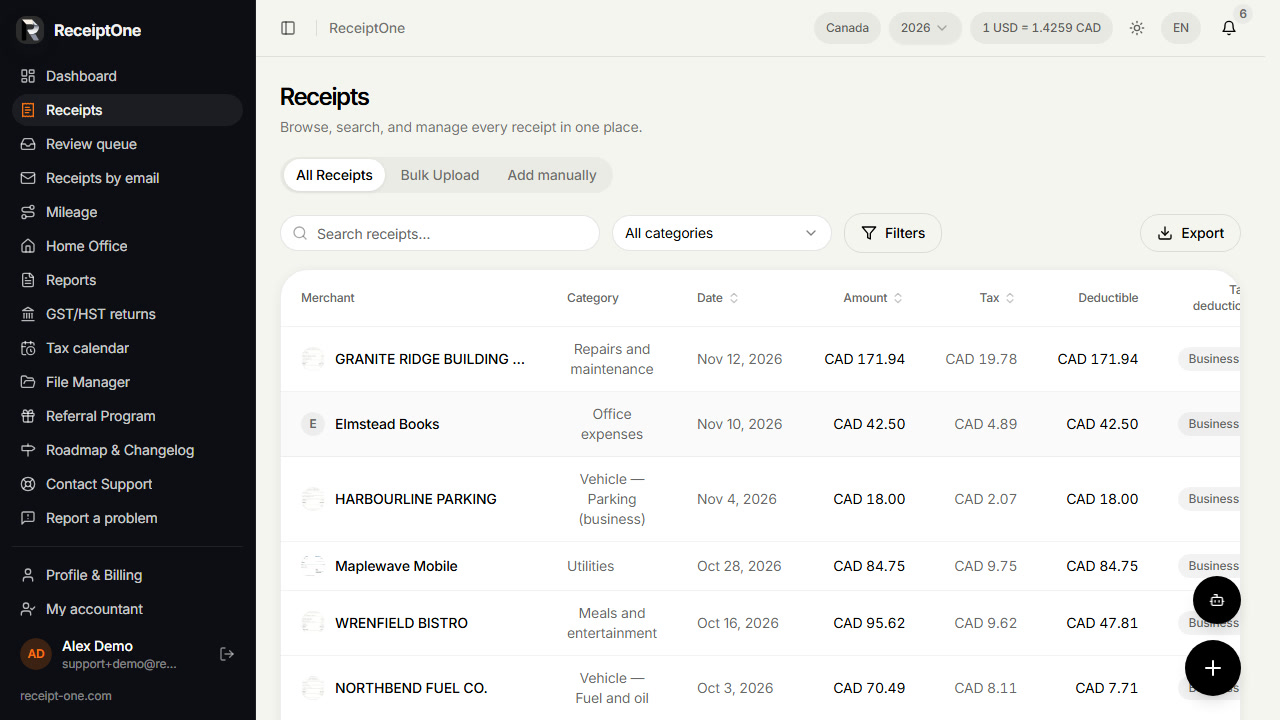 ReceiptOne
Dashboard
Receipts
Review queue
Receipts by email
Mileage
Home Office
Reports
GST/HST returns
Tax calendar
File Manager
Referral Program
Roadmap & Changelog
Contact Support
Report a problem
Profile & Billing
My accountant
AD
Alex Demo
support+demo@re...
receipt-one.com
ReceiptOne
Canada
2026
1 USD = 1.4259 CAD
EN
6
Receipts
Browse, search, and manage every receipt in one place.
All Receipts Bulk Upload Add manually
Search receipts...
All categories
Filters
Export
Merchant Category Date Amount Tax Deductible
GRANITE RIDGE BUILDING ... Repairs and maintenance Nov 12, 2026 CAD 171.94 CAD 19.78 CAD 171.94 Business
E Elmstead Books Office expenses Nov 10, 2026 CAD 42.50 CAD 4.89 CAD 42.50 Business
HARBOURLINE PARKING Vehicle — Parking (business) Nov 4, 2026 CAD 18.00 CAD 2.07 CAD 18.00 Business
Maplewave Mobile Utilities Oct 28, 2026 CAD 84.75 CAD 9.75 CAD 84.75 Business
WRENFIELD BISTRO Meals and entertainment Oct 16, 2026 CAD 95.62 CAD 9.62 CAD 47.81 Business
NORTHBEND FUEL CO. Vehicle — Fuel and oil Oct 3, 2026 CAD 70.49 CAD 8.11 CAD 7.71